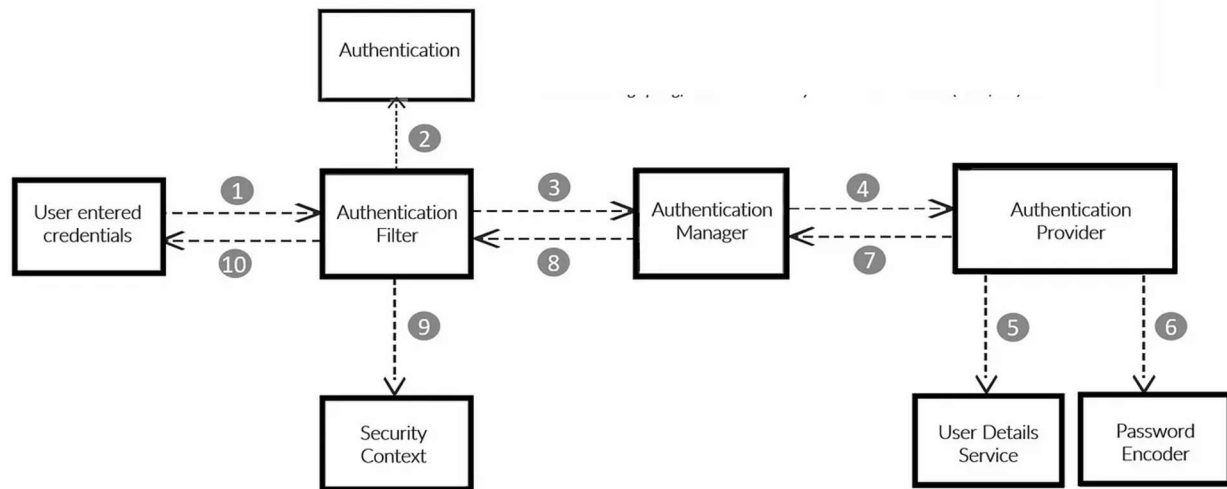 Authentication
2
1
3
4
User entered
credentials
Authentication
Filter
Authentication
Manager
Authentication
Provider
10
8
7
9
5
6
Security
Context
User Details
Service
Password
Encoder